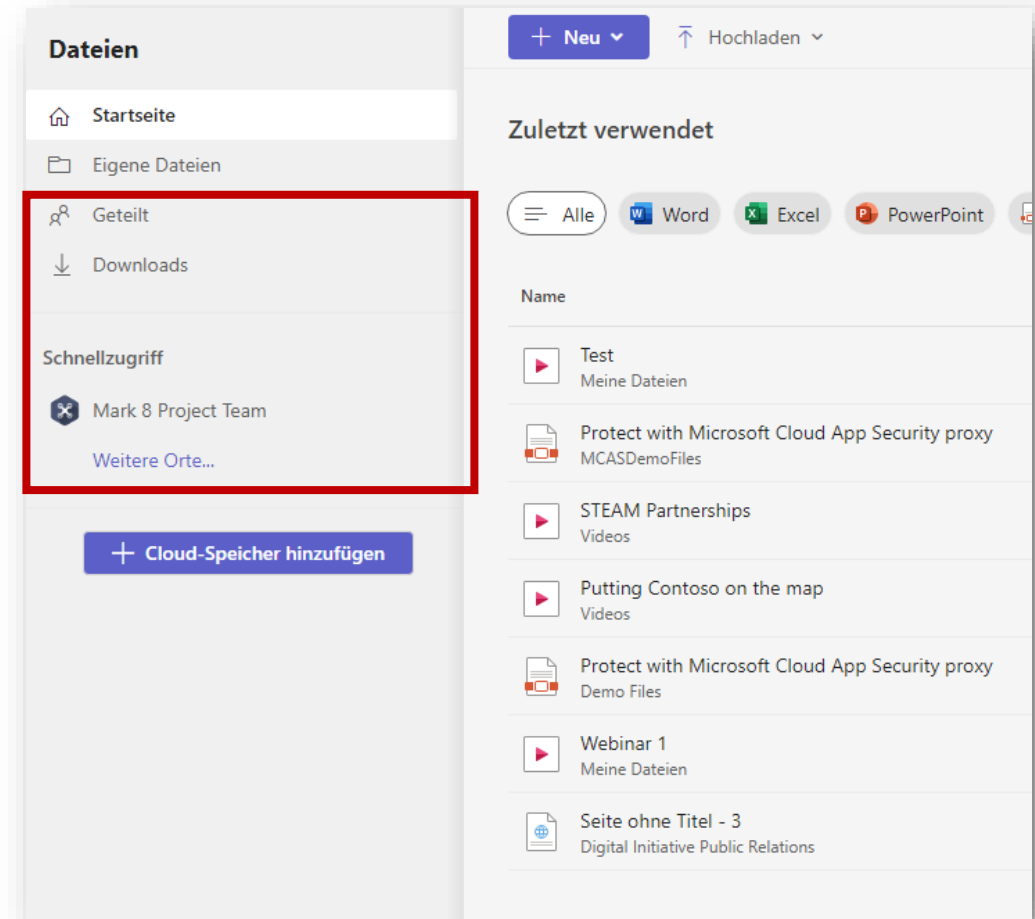 Dateien
Startseite
Eigene Dateien
Geteilt
Downloads
Schnellzugriff
Mark 8 Project Team
Weitere Orte...
Cloud-Speicher hinzufügen
Neu
Hochladen
Zuletzt verwendet
Alle
Word
Excel
PowerPoint
Name
Test
Meine Dateien
Protect with Microsoft Cloud App Security proxy
MCASDemoFiles
STEAM Partnerships
Videos
Putting Contoso on the map
Videos
Protect with Microsoft Cloud App Security proxy
Demo Files
Webinar 1
Meine Dateien
Seite ohne Titel - 3
Digital Initiative Public Relations